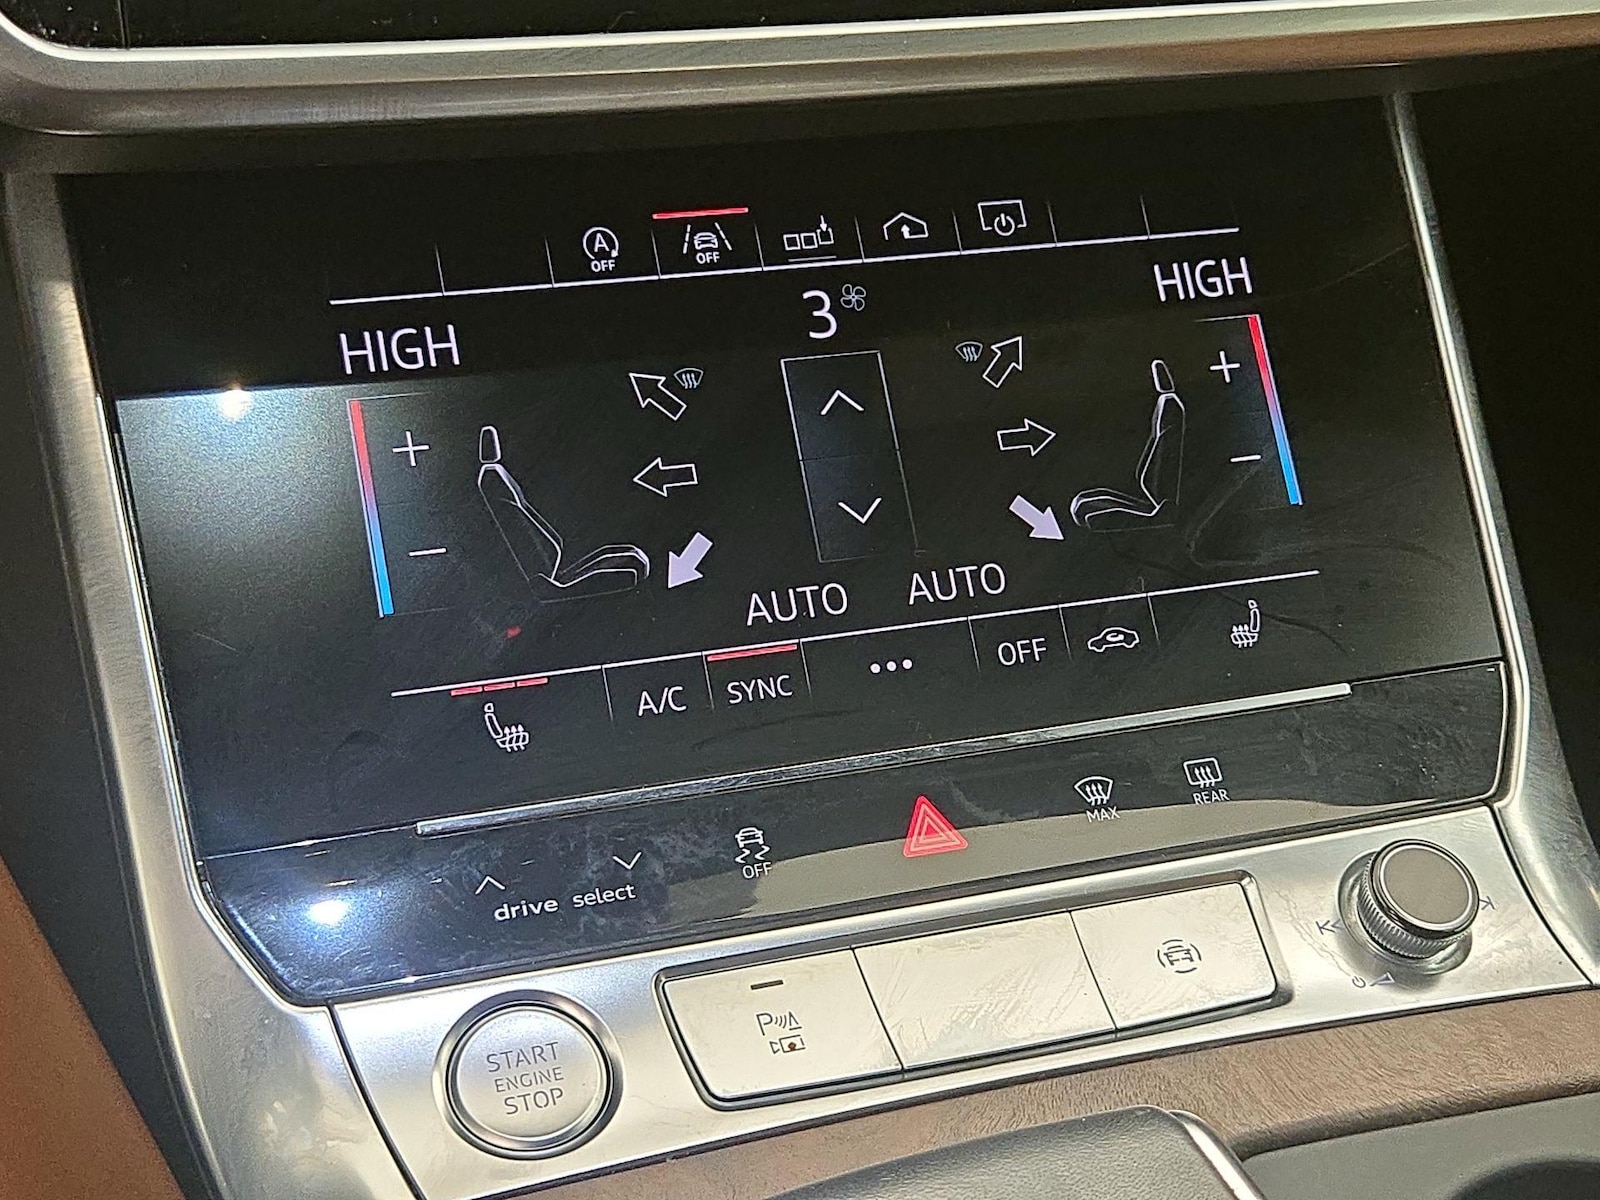 A
OFF
OFF
HIGH
3
HIGH
AUTO
AUTO
A/C
SYNC
OFF
drive select
OFF
MAX
REAR
START
ENGINE
STOP
P